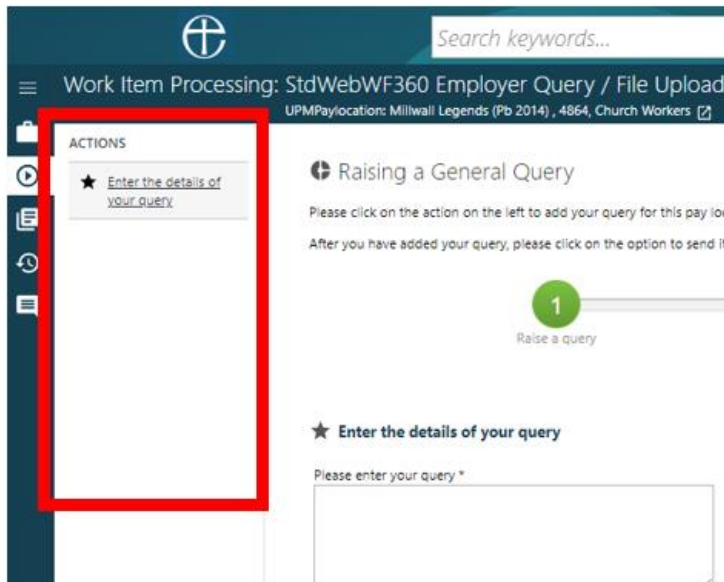 Search keywords...
Work Item Processing: StdWebWF360 Employer Query / File Upload
UPMPaylocation: Millwall Legends (Pb 2014) , 4864, Church Workers
ACTIONS
Enter the details of
your query
Raising a General Query
Please click on the action on the left to add your query for this pay
After you have added your query, please click on the option to send
1
Raise a query
Enter the details of your query
Please enter your query *